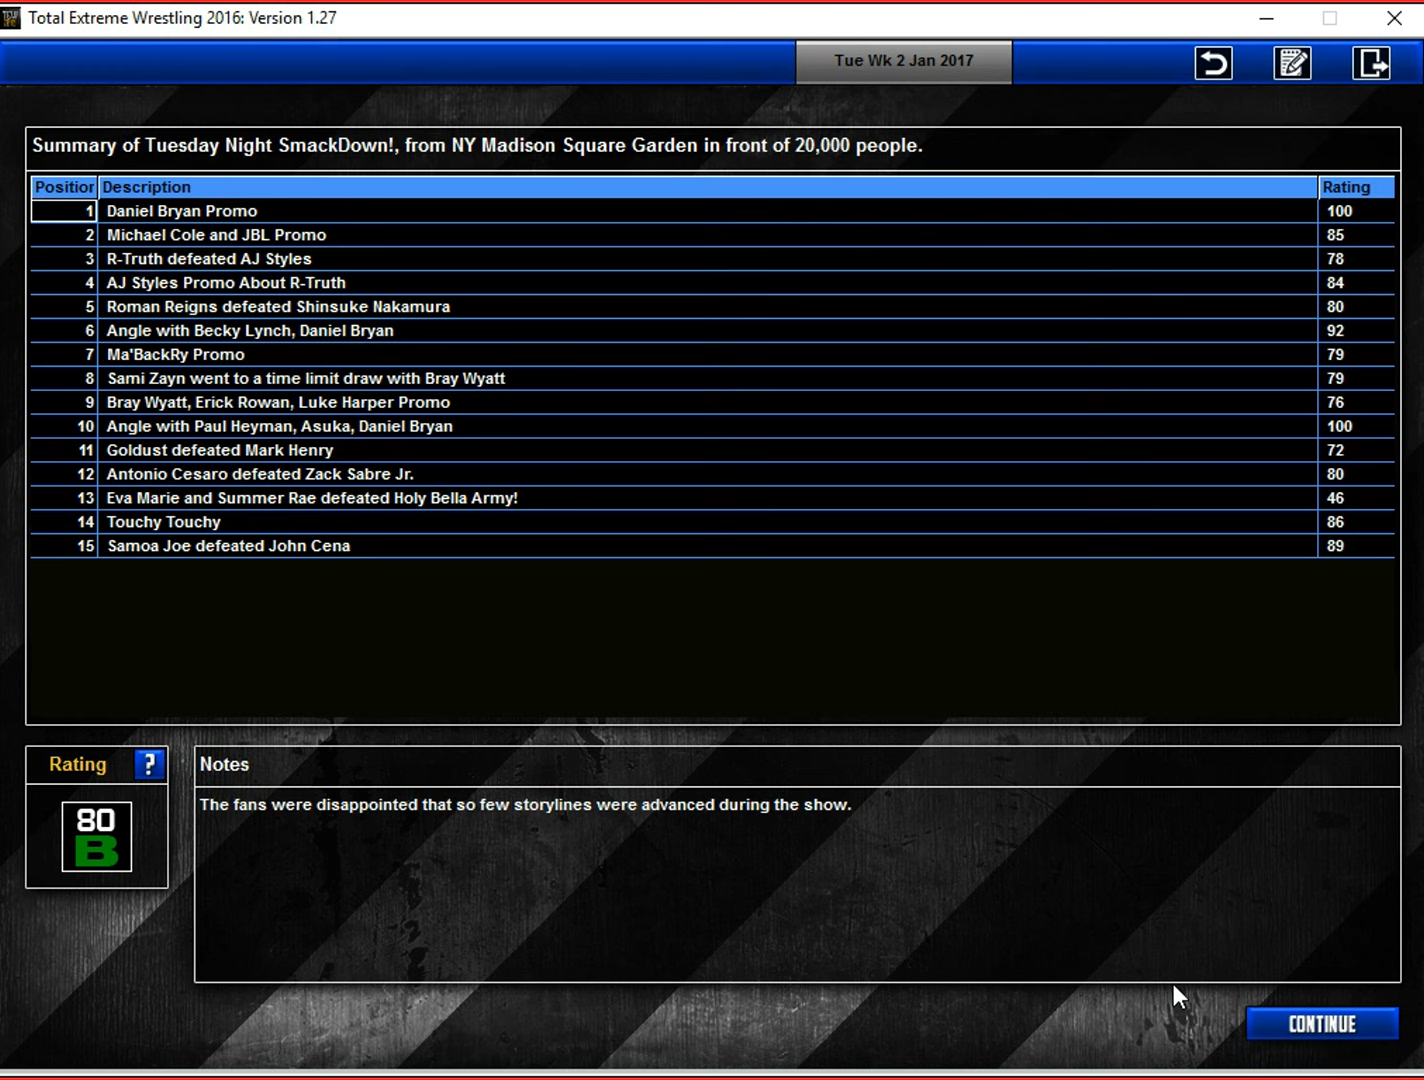 Total Extreme Wrestling 2016: Version 1.27
Tue Wk 2 Jan 2017
Summary of Tuesday Night SmackDown!, from NY Madison Square Garden in front of 20,000 people.
Position Description Rating
1 Daniel Bryan Promo 100
2 Michael Cole and JBL Promo 85
3 R-Truth defeated AJ Styles 78
4 AJ Styles Promo About R-Truth 84
5 Roman Reigns defeated Shinsuke Nakamura 80
6 Angle with Becky Lynch, Daniel Bryan 92
7 Ma'BackRy Promo 79
8 Sami Zayn went to a time limit draw with Bray Wyatt 79
9 Bray Wyatt, Erick Rowan, Luke Harper Promo 76
10 Angle with Paul Heyman, Asuka, Daniel Bryan 100
11 Goldust defeated Mark Henry 72
12 Antonio Cesaro defeated Zack Sabre Jr. 80
13 Eva Marie and Summer Rae defeated Holy Bella Army! 46
14 Touchy Touchy 86
15 Samoa Joe defeated John Cena 89
Rating ?
80
B
Notes
The fans were disappointed that so few storylines were advanced during the show.
CONTINUE